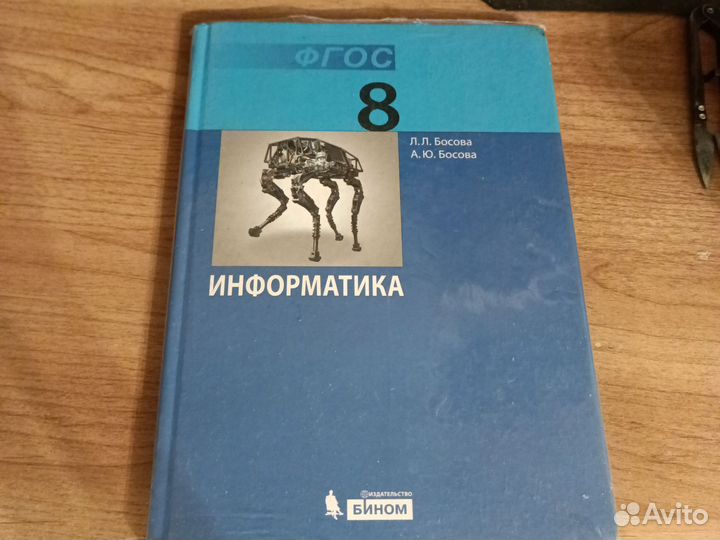 ФГОС
8
Л.Л. Босова
А.Ю. Босова
ИНФОРМАТИКА
ИЗДАТЕЛЬСТВО
БИНОМ
Avito